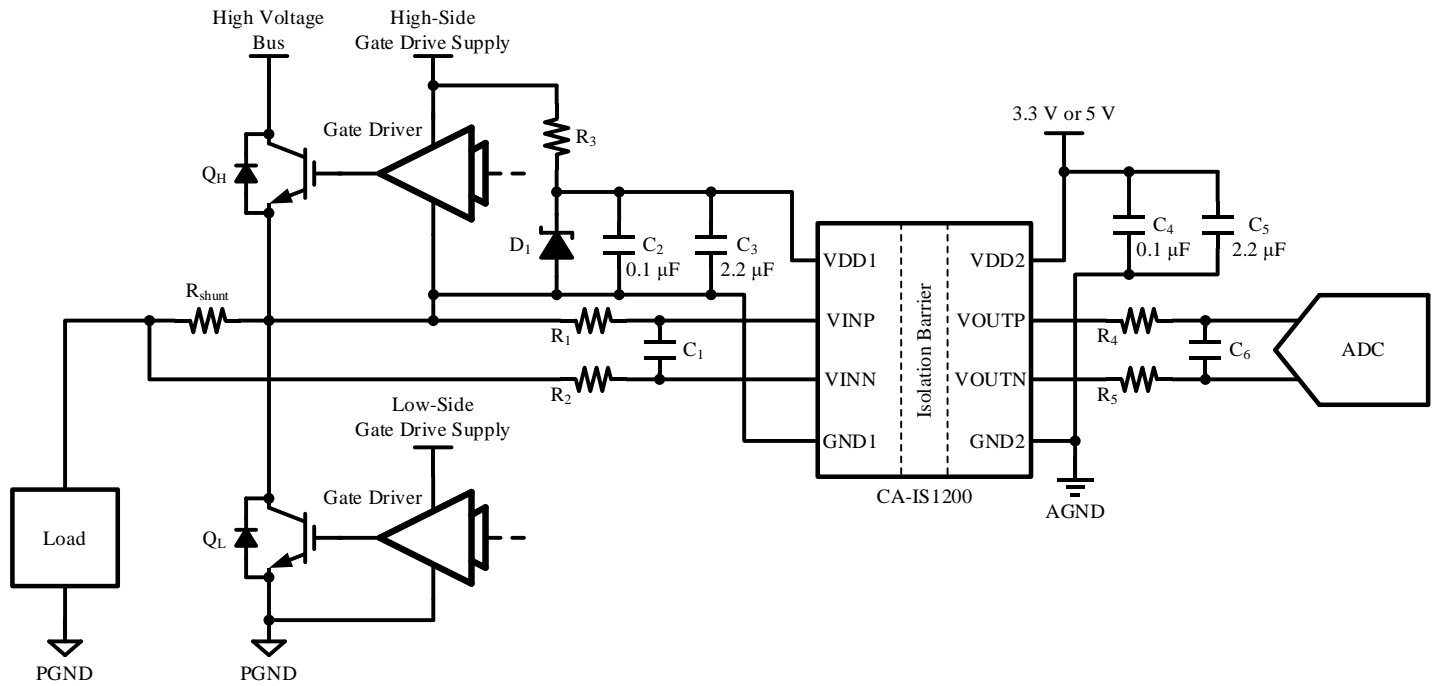 High Voltage
Bus
High-Side
Gate Drive Supply
3.3 V or 5 V
Gate Driver
R3
QH
D1
C2
0.1 μF
C3
2.2 μF
C4
0.1 μF
C5
2.2 μF
VDD1
VDD2
Rshunt
R1
C1
VINP
VOUTP
R4
C6
ADC
Isolation Barrier
R2
VINN
VOUTN
R5
Low-Side
Gate Drive Supply
GND1
GND2
CA-IS1200
AGND
Gate Driver
Load
QL
PGND
PGND